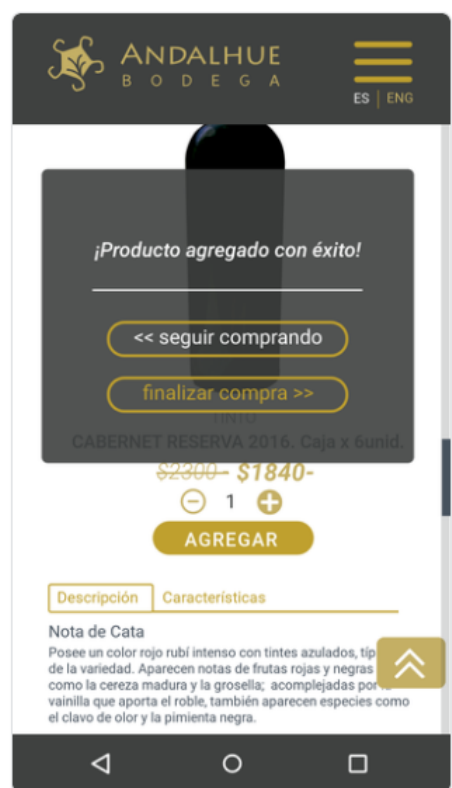 ANDALHUE
BODEGA
ES | ENG
¡Producto agregado con éxito!
<< seguir comprando
finalizar compra >>
TINTO
CABERNET RESERVA 2016. Caja x 6unid.
$2300- $1840-
1
AGREGAR
Descripción Características
Nota de Cata
Posee un color rojo rubí intenso con tintes azulados, típ
de la variedad. Aparecen notas de frutas rojas y negras
como la cereza madura y la grosella; acomplejadas por l
vainilla que aporta el roble, también aparecen especies como
el clavo de olor y la pimienta negra.